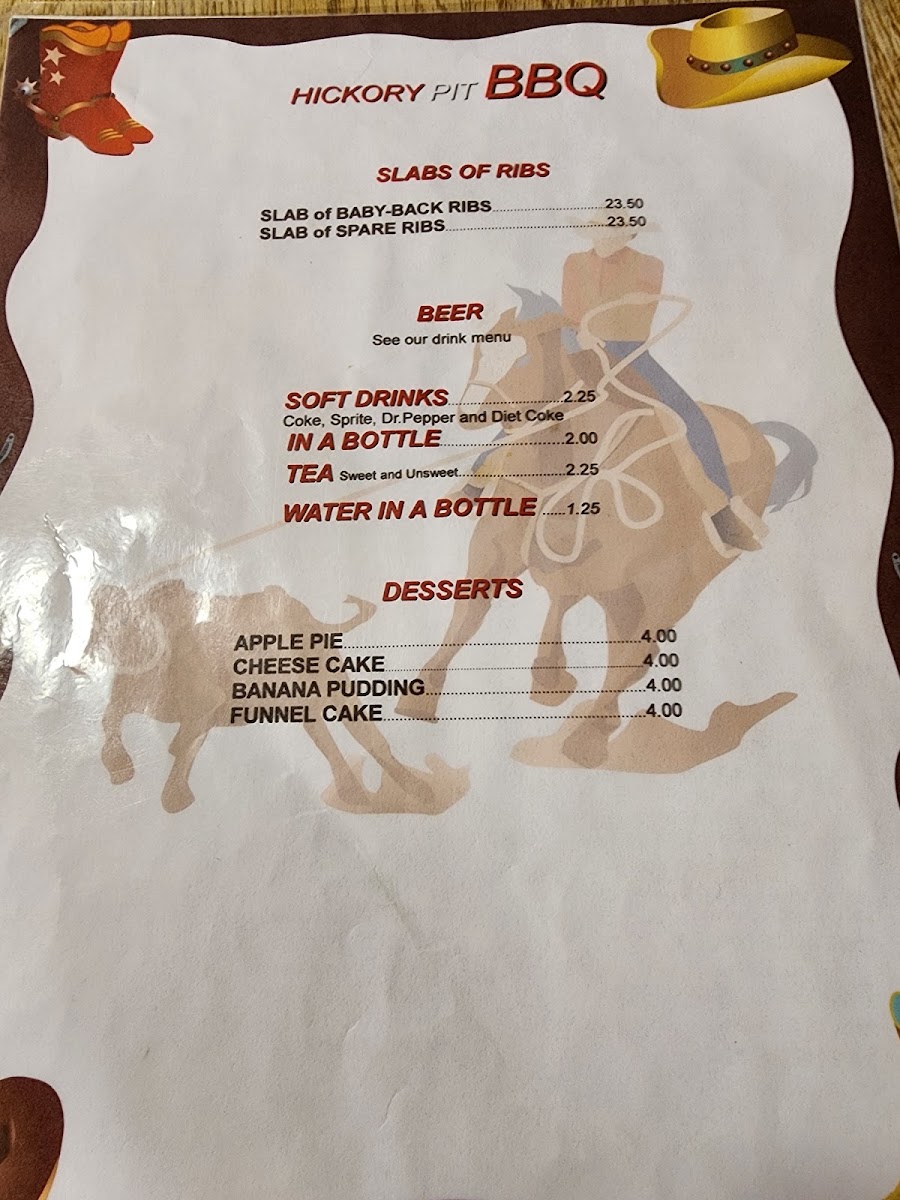 HICKORY PIT BBQ
SLABS OF RIBS
SLAB of BABY-BACK RIBS..............................23.50
SLAB of SPARE RIBS...........................................23.50
BEER
See our drink menu
SOFT DRINKS..............................2.25
Coke, Sprite, Dr.Pepper and Diet Coke
IN A BOTTLE................................2.00
TEA Sweet and Unsweet...........................2.25
WATER IN A BOTTLE ......1.25
DESSERTS
APPLE PIE..............................................................4.00
CHEESE CAKE......................................................4.00
BANANA PUDDING..............................................4.00
FUNNEL CAKE.......................................................4.00